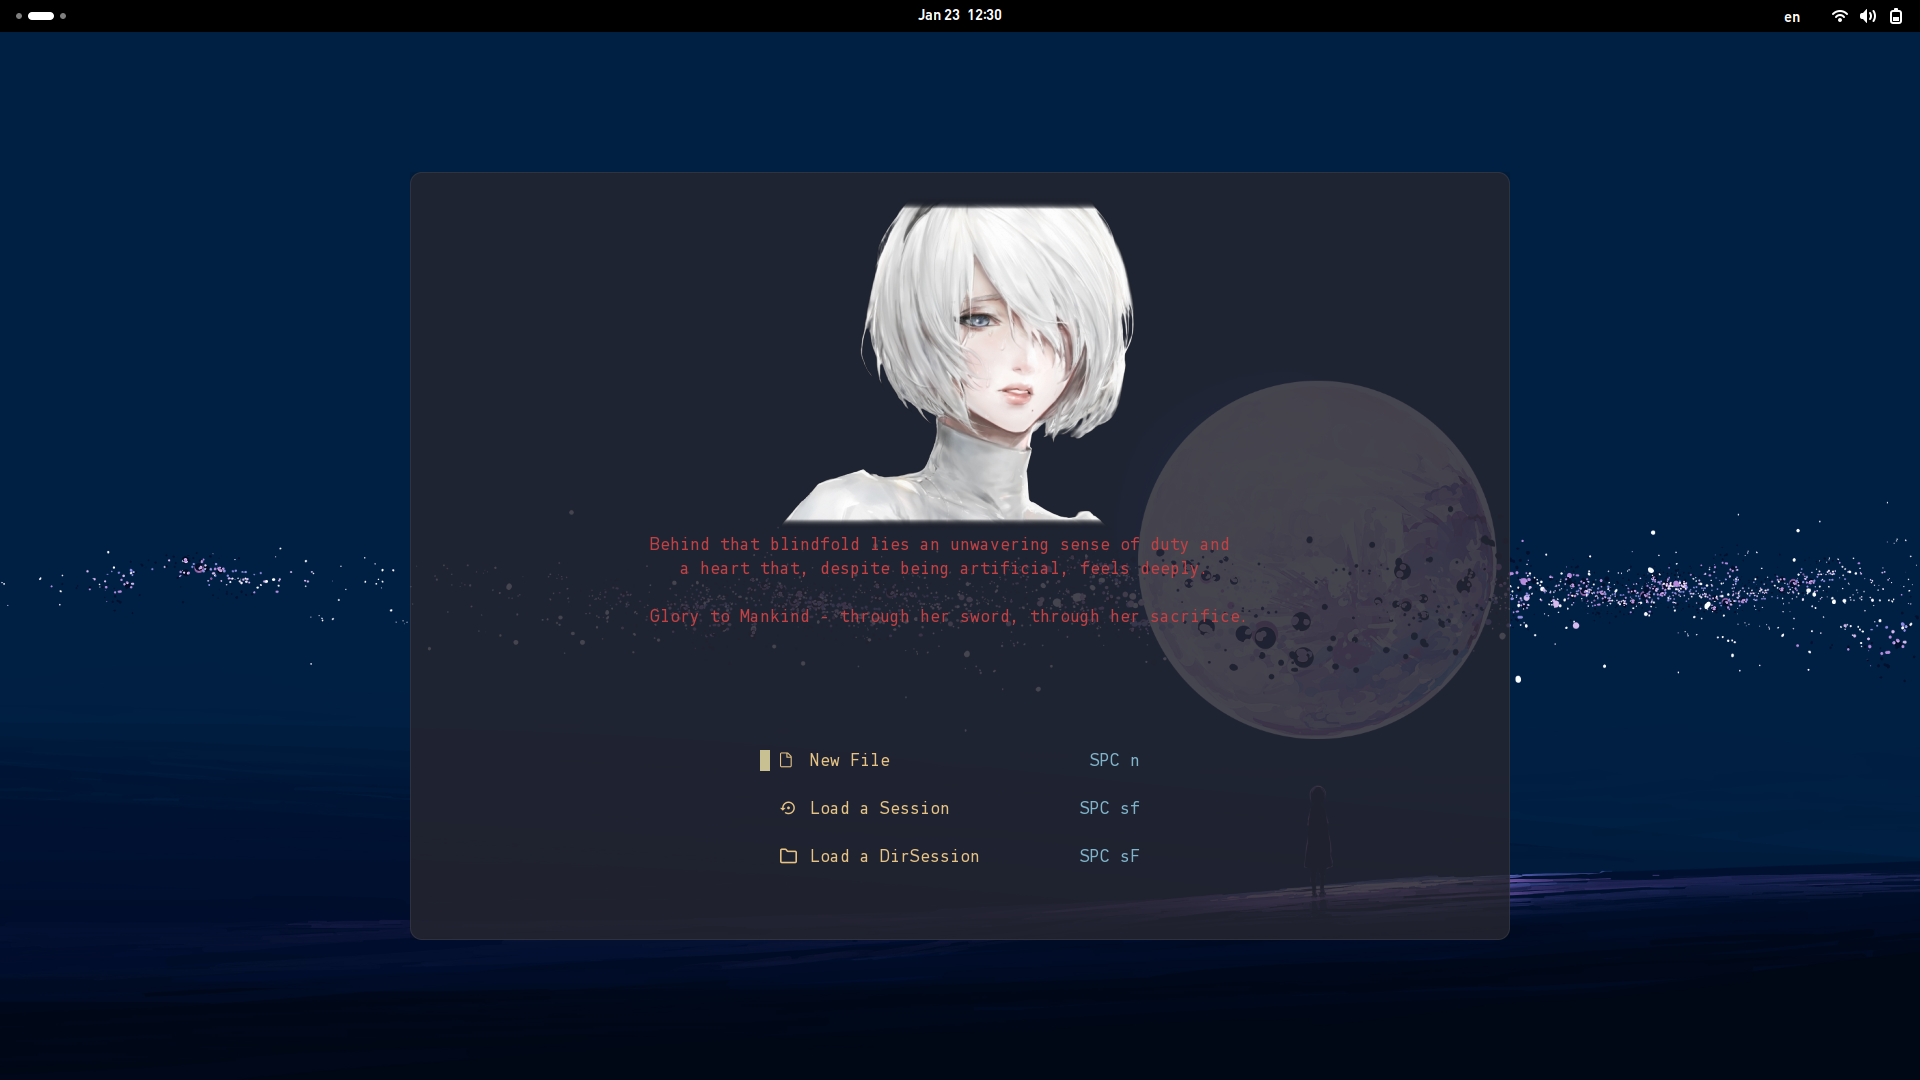 Jan 23 12:30
en
Behind that blindfold lies an unwavering sense of duty and
a heart that, despite being artificial, feels deeply.
Glory to Mankind - through her sword, through her sacrifice.
New File SPC n
Load a Session SPC sf
Load a DirSession SPC sF